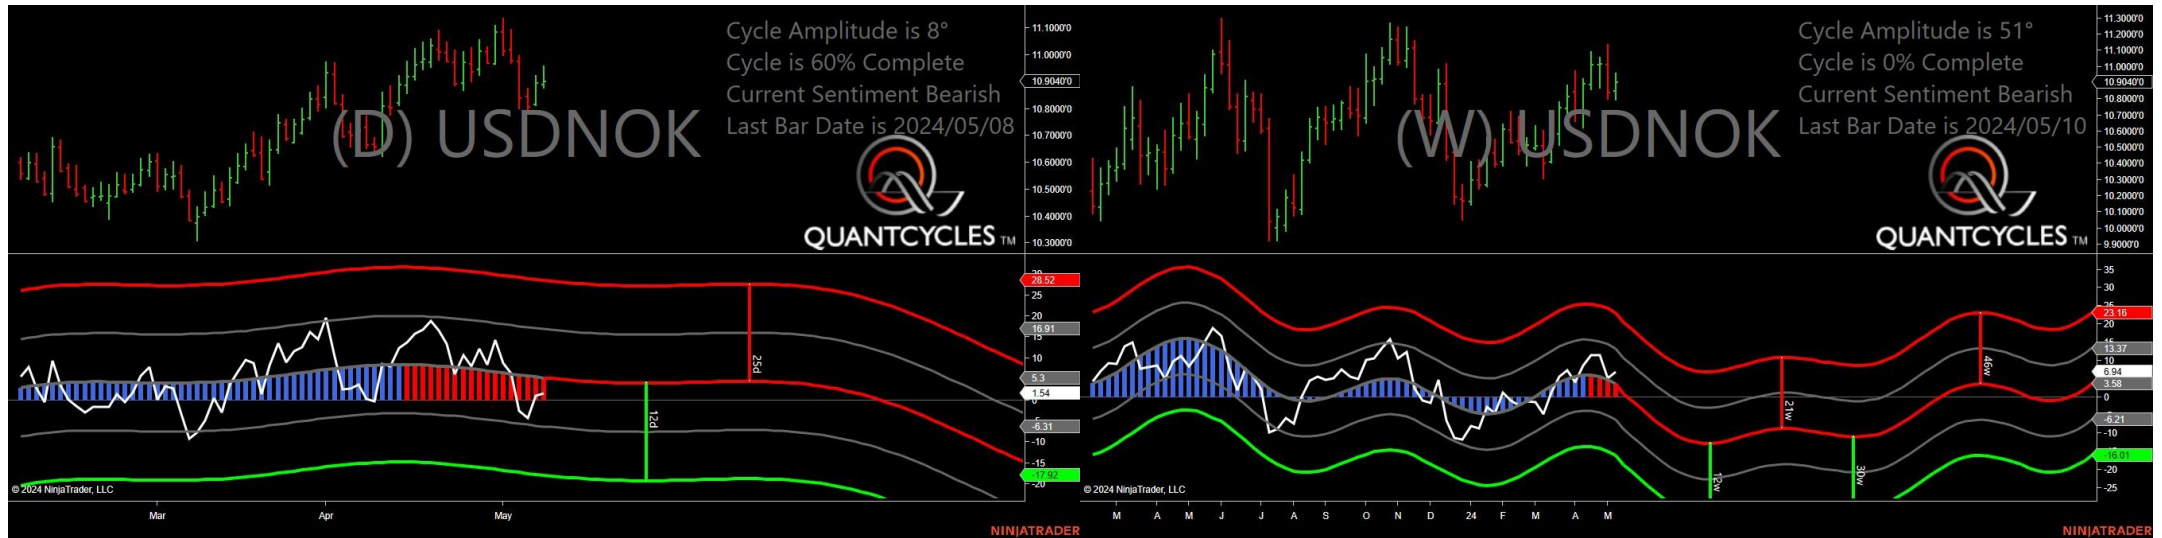 Cycle Amplitude is 8°
Cycle is 60% Complete
Current Sentiment Bearish
Last Bar Date is 2024/05/08
(D) USDNOK
QUANTCYCLES TM
11.1000'0
11.0000'0
10.9040'0
10.8000'0
10.7000'0
10.6000'0
10.5000'0
10.4000'0
10.3000'0
28.52
25
16.91
15
10
5.3
1.54
-6.31
-10
-15
-17.92
-20
25d
12d
© 2024 NinjaTrader, LLC
Mar Apr May
NINJATRADER
Cycle Amplitude is 51°
Cycle is 0% Complete
Current Sentiment Bearish
Last Bar Date is 2024/05/10
(W) USDNOK
QUANTCYCLES TM
11.3000'0
11.2000'0
11.1000'0
11.0000'0
10.9040'0
10.8000'0
10.7000'0
10.6000'0
10.5000'0
10.4000'0
10.3000'0
10.2000'0
10.1000'0
10.0000'0
9.9000'0
35
30
25
23.16
20
13.37
10
6.94
3.58
0
-6.21
-10
-16.01
-20
-25
46w
21w
12w
30w
© 2024 NinjaTrader, LLC
M A M J J A S O N D 24 F M A M
NINJATRADER